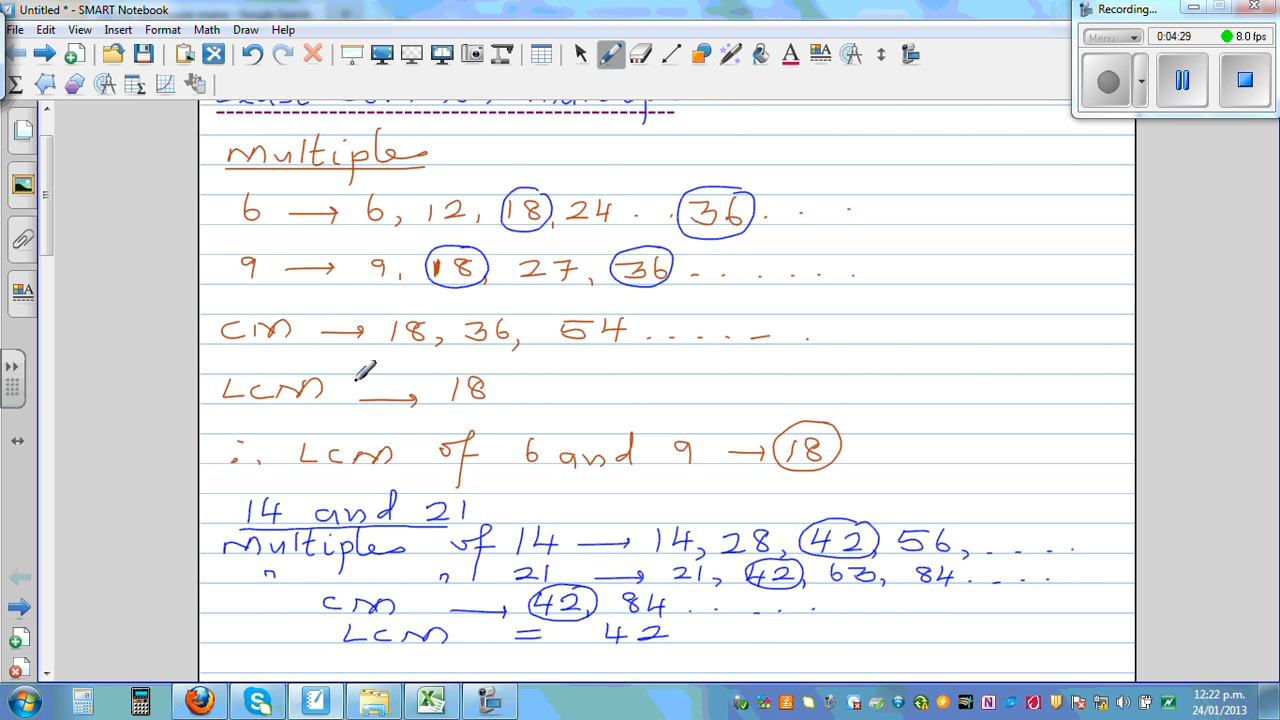 Untitled * - SMART Notebook
File Edit View Insert Format Math Draw Help
Recording...
Menu 0:04:29 8.0 fps
Multiple
6 → 6, 12, 18, 24 . . 36 . . .
9 → 9, 18, 27, 36 . . . . . .
CM → 18, 36, 54 . . . . . – .
LCM → 18
∴ LCM of 6 and 9 → 18
14 and 21
Multiples of 14 → 14, 28, 42, 56, . . . .
" " 21 → 21, 42, 63, 84 . . . .
CM → 42, 84 . . . . . .
LCM = 42
12:22 p.m.
24/01/2013